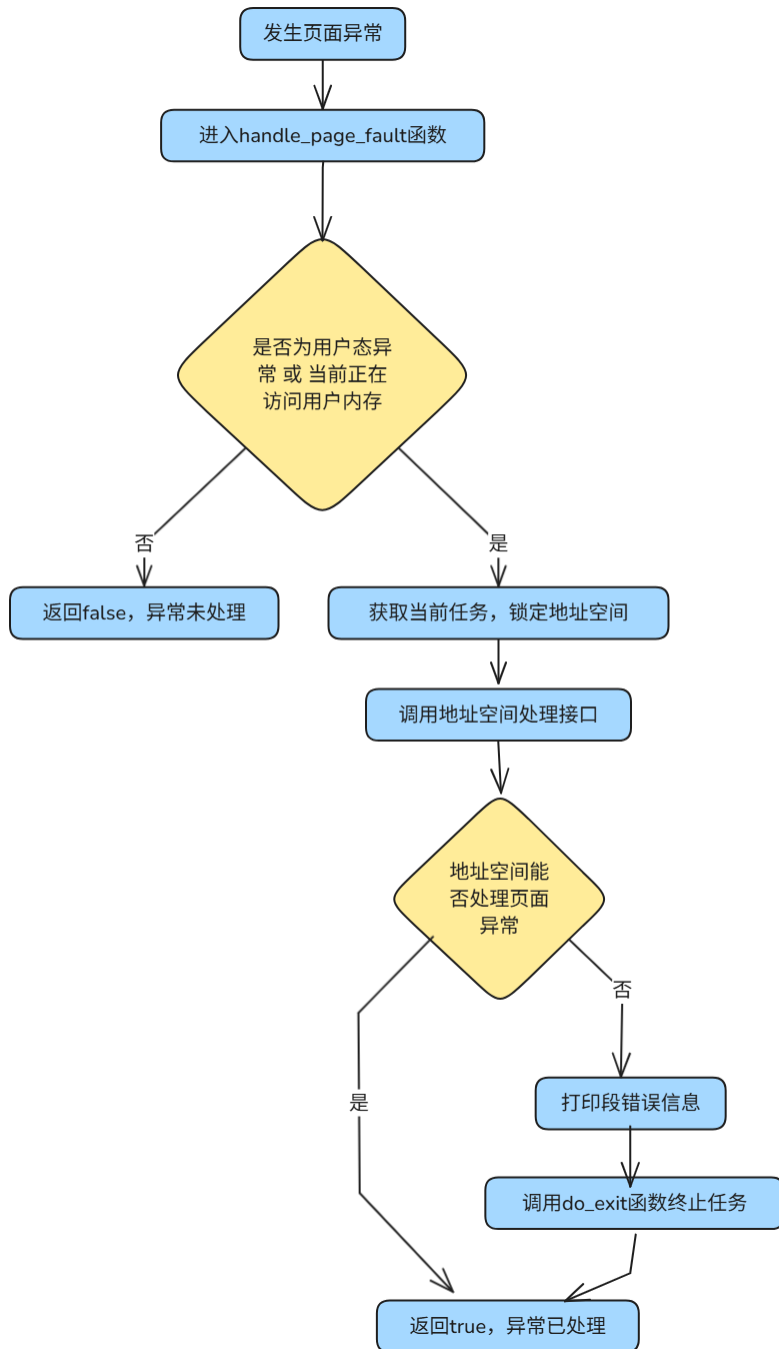 发生页面异常
进入handle_page_fault函数
是否为用户态异
常 或 当前正在
访问用户内存
否
是
返回false，异常未处理
获取当前任务，锁定地址空间
调用地址空间处理接口
地址空间能
否处理页面
异常
否
是
打印段错误信息
调用do_exit函数终止任务
返回true，异常已处理